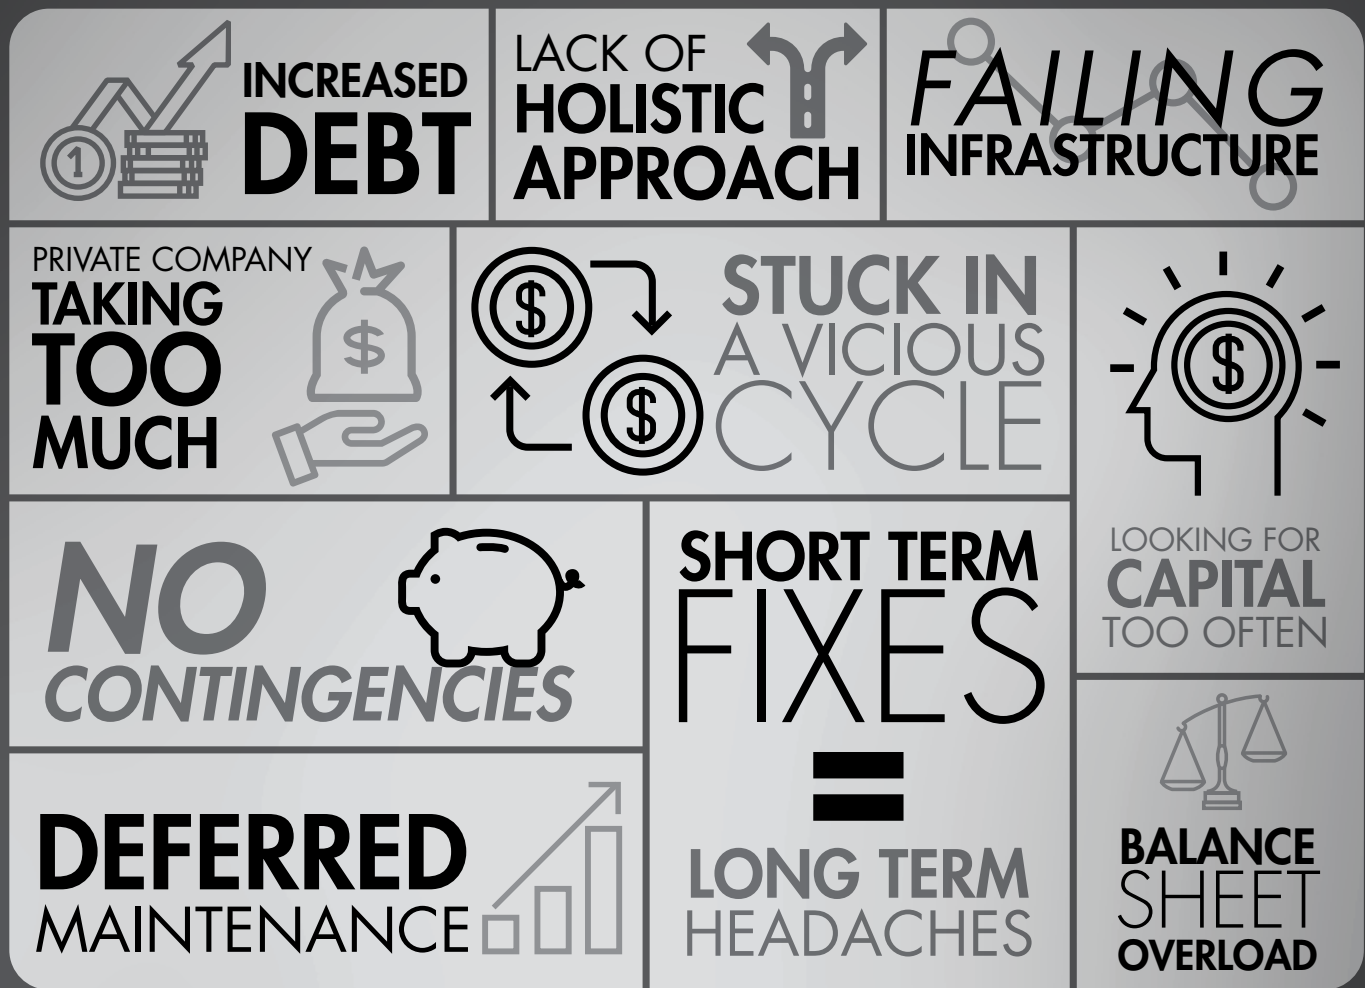 INCREASED
DEBT
1
LACK OF
HOLISTIC
APPROACH
FAILING
INFRASTRUCTURE
PRIVATE COMPANY
TAKING
TOO
MUCH
$
$
$
STUCK IN
A VICIOUS
CYCLE
$
LOOKING FOR
CAPITAL
TOO OFTEN
NO
CONTINGENCIES
SHORT TERM
FIXES
=
LONG TERM
HEADACHES
DEFERRED
MAINTENANCE
BALANCE
SHEET
OVERLOAD